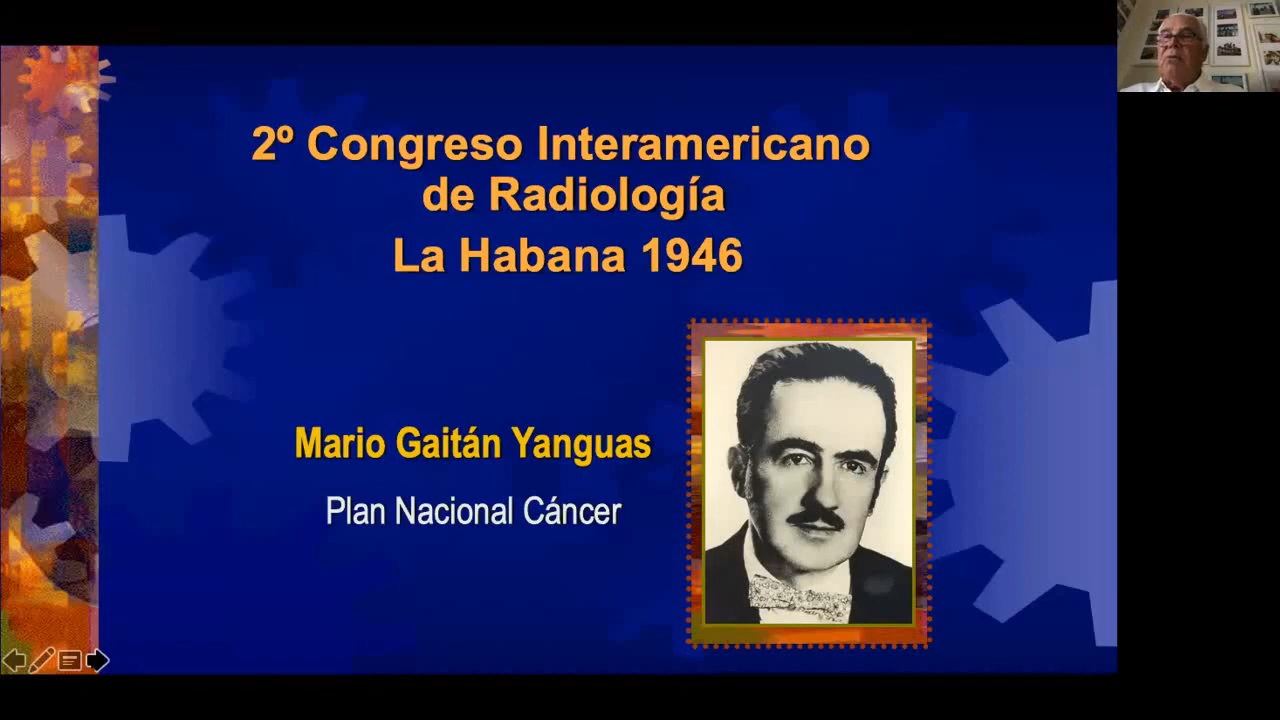 2º Congreso Interamericano
de Radiología
La Habana 1946
Mario Gaitán Yanguas
Plan Nacional Cáncer